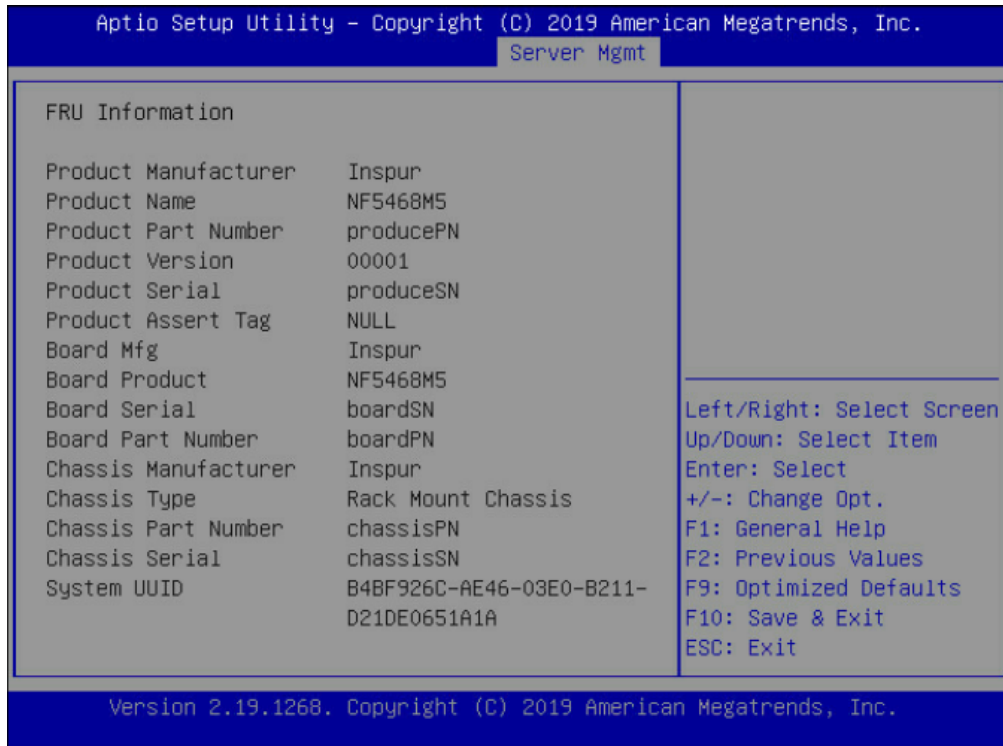 Aptio Setup Utility – Copyright (C) 2019 American Megatrends, Inc.
Server Mgmt
FRU Information
Product Manufacturer Inspur
Product Name NF5468M5
Product Part Number producePN
Product Version 00001
Product Serial produceSN
Product Assert Tag NULL
Board Mfg Inspur
Board Product NF5468M5
Board Serial boardSN
Board Part Number boardPN
Chassis Manufacturer Inspur
Chassis Type Rack Mount Chassis
Chassis Part Number chassisPN
Chassis Serial chassisSN
System UUID B4BF926C-AE46-03E0-B211-
D21DE0651A1A
Left/Right: Select Screen
Up/Down: Select Item
Enter: Select
+/-: Change Opt.
F1: General Help
F2: Previous Values
F9: Optimized Defaults
F10: Save & Exit
ESC: Exit
Version 2.19.1268. Copyright (C) 2019 American Megatrends, Inc.